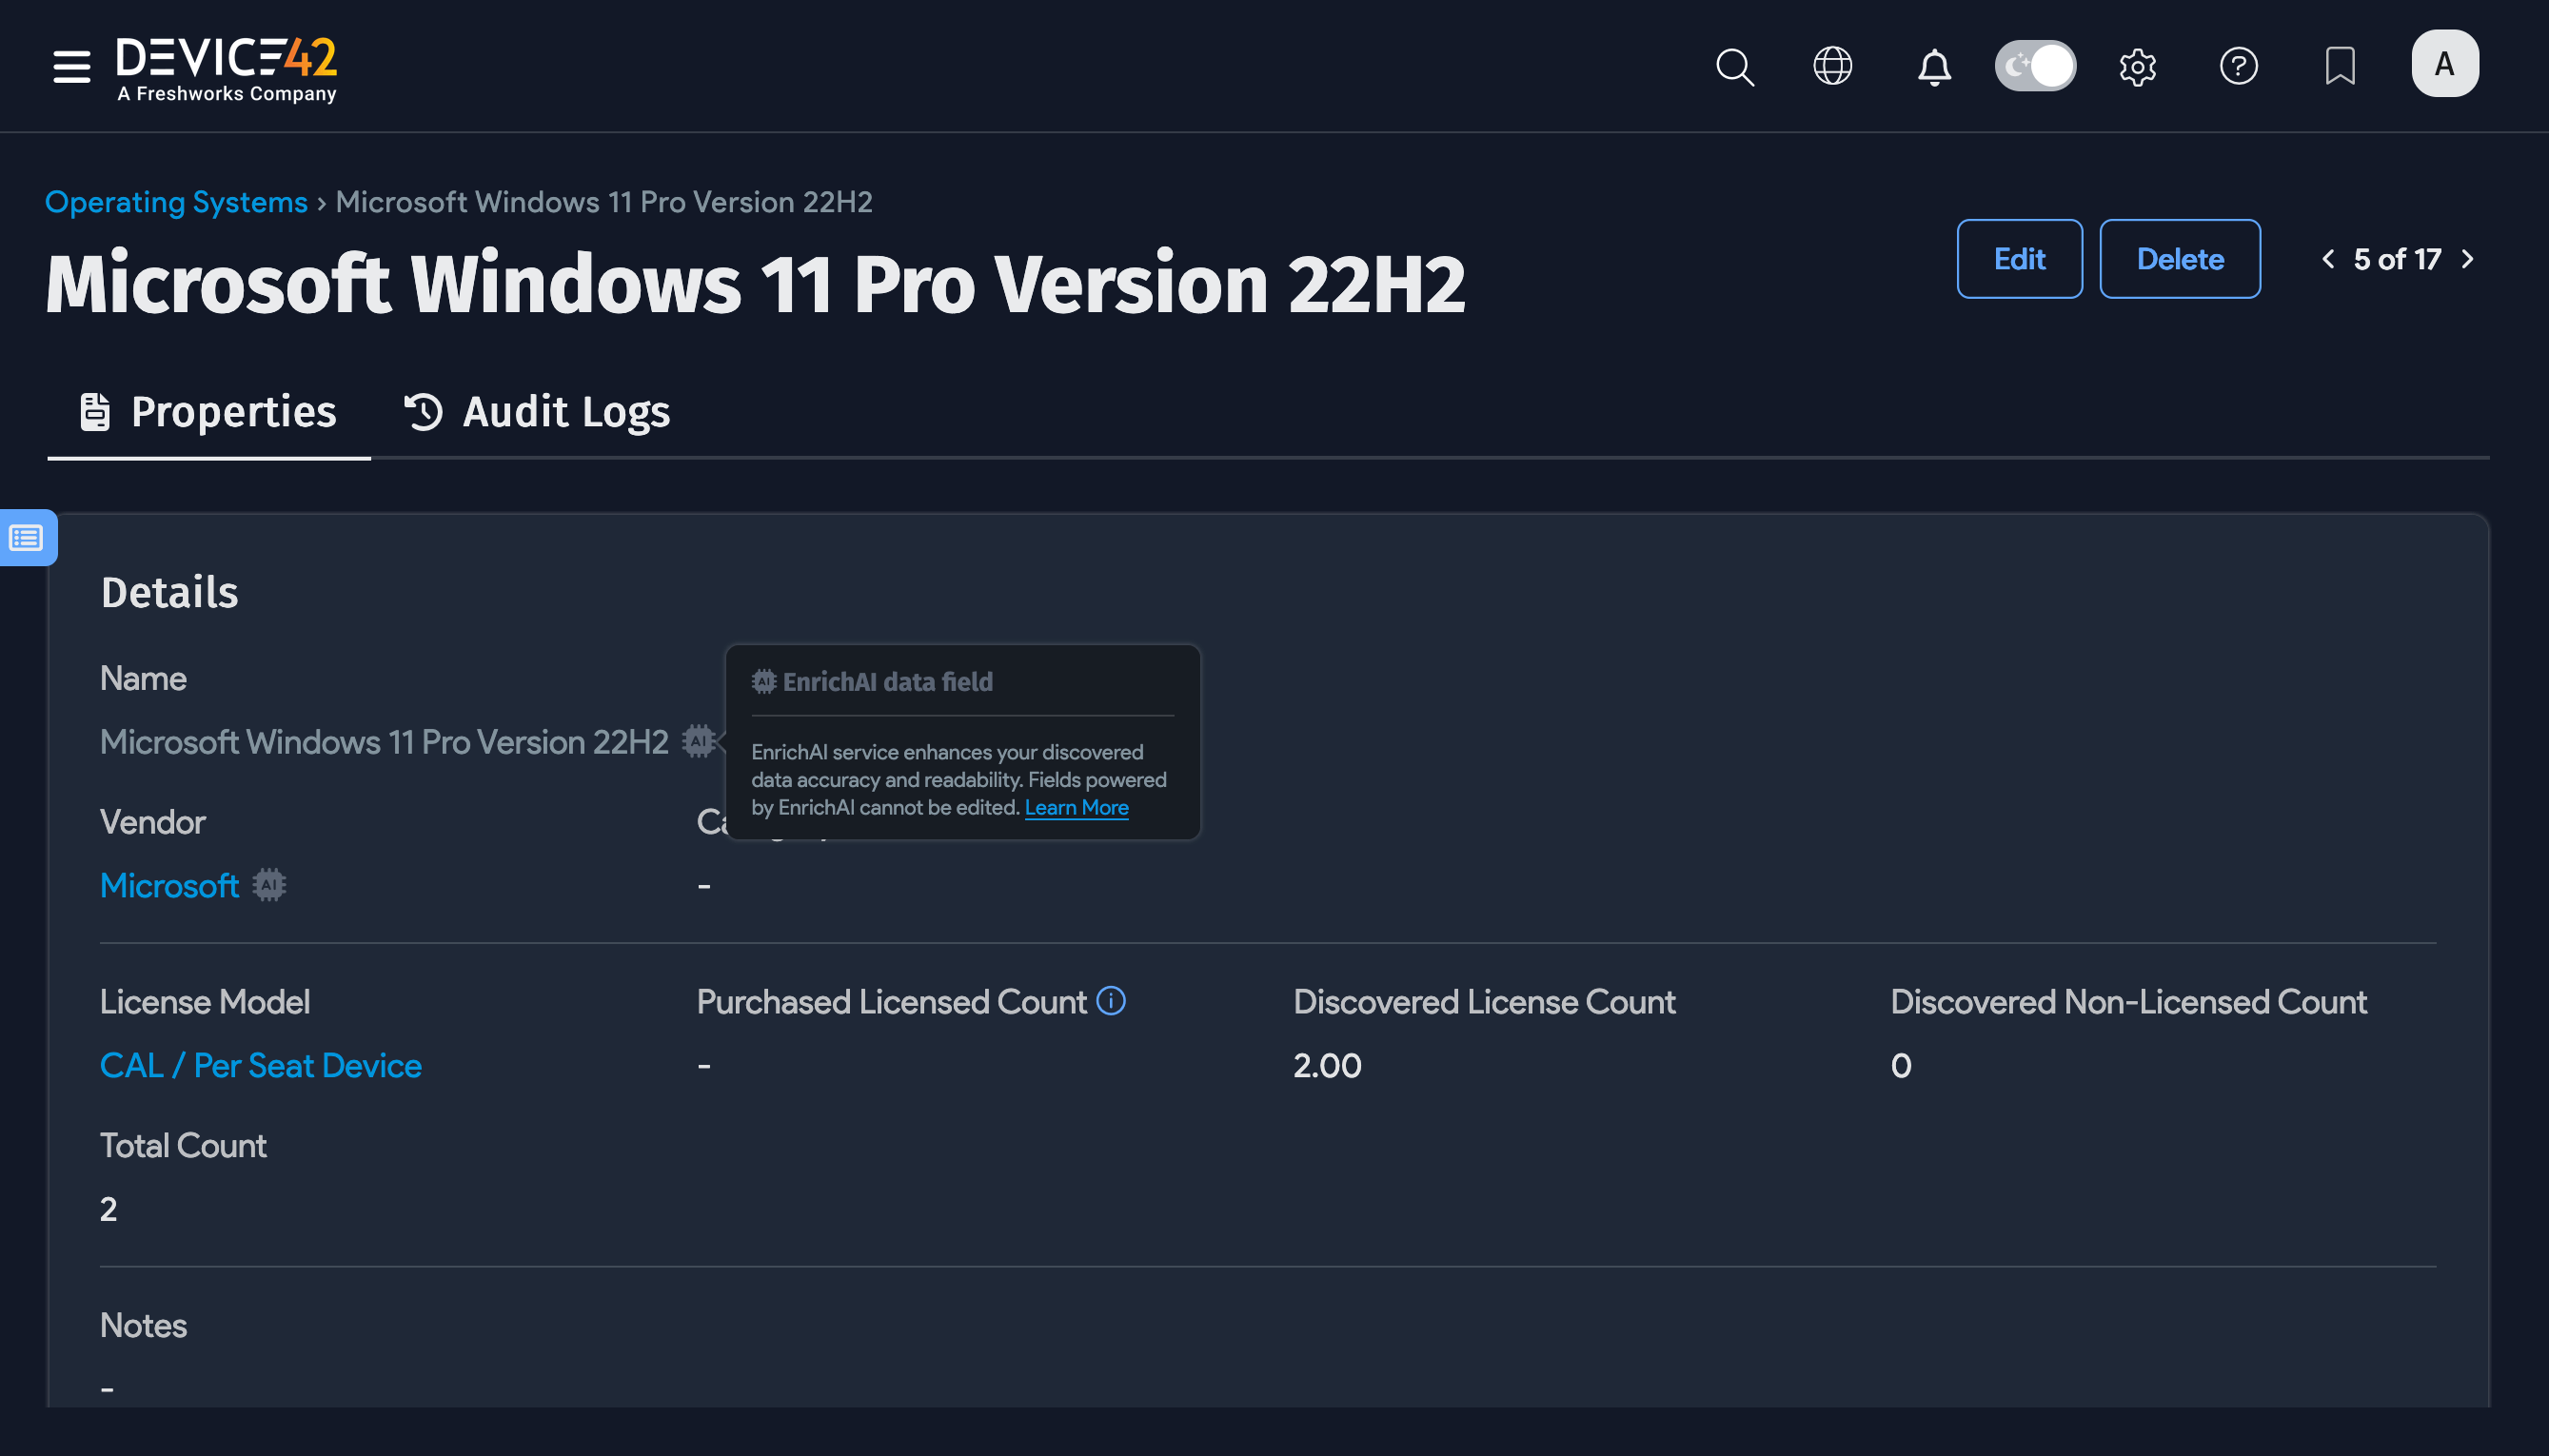 DEVICE42
A Freshworks Company
A
Operating Systems › Microsoft Windows 11 Pro Version 22H2
Microsoft Windows 11 Pro Version 22H2
Edit
Delete
5 of 17
Properties
Audit Logs
Details
Name
Microsoft Windows 11 Pro Version 22H2 AI
AI EnrichAI data field
EnrichAI service enhances your discovered
data accuracy and readability. Fields powered
by EnrichAI cannot be edited. Learn More
Vendor
Microsoft AI
-
License Model
CAL / Per Seat Device
Purchased Licensed Count
-
Discovered License Count
2.00
Discovered Non-Licensed Count
0
Total Count
2
Notes
-